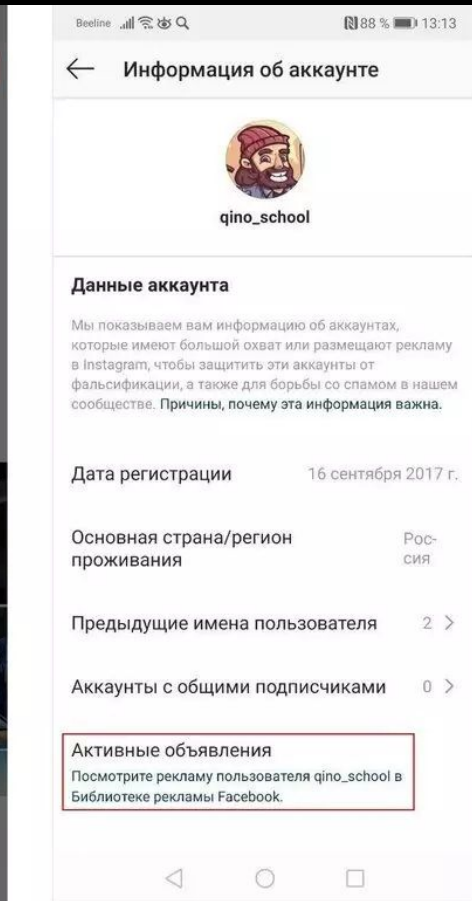 Beeline 88 % 13:13
Информация об аккаунте
qino_school
Данные аккаунта
Мы показываем вам информацию об аккаунтах,
которые имеют большой охват или размещают рекламу
в Instagram, чтобы защитить эти аккаунты от
фальсификации, а также для борьбы со спамом в нашем
сообществе. Причины, почему эта информация важна.
Дата регистрации 16 сентября 2017 г.
Основная страна/регион Рос-
проживания сия
Предыдущие имена пользователя 2
Аккаунты с общими подписчиками 0
Активные объявления
Посмотрите рекламу пользователя qino_school в
Библиотеке рекламы Facebook.